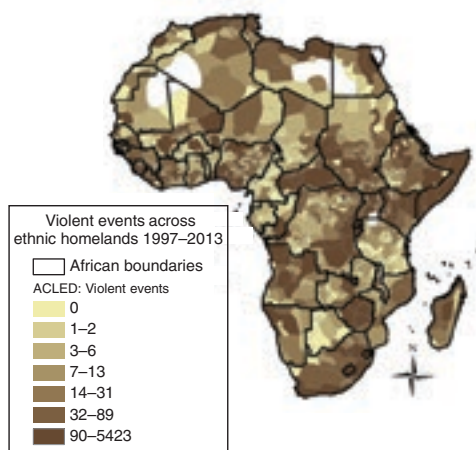 Violent events across
ethnic homelands 1997–2013
African boundaries
ACLED: Violent events
0
1–2
3–6
7–13
14–31
32–89
90–5423
N